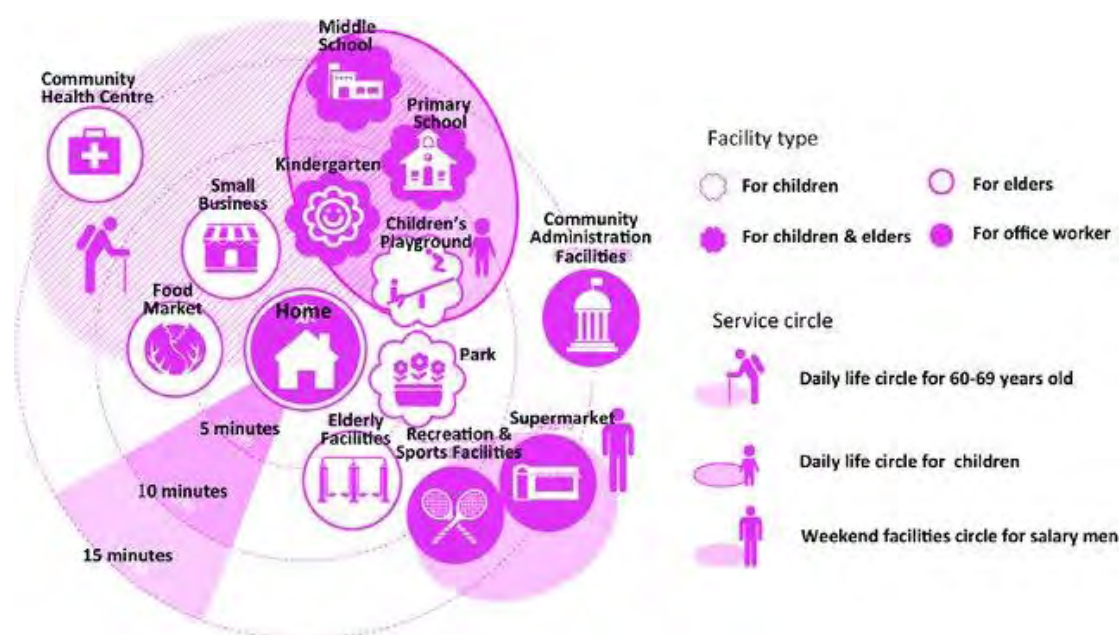 Middle
School
Community
Health Centre
Primary
School
Kindergarten
Small
Business
Children's
Playground
Community
Administration
Facilities
Food
Market
Home
Park
5 minutes
Elderly
Facilities
Recreation &
Sports Facilities
Supermarket
10 minutes
15 minutes
Facility type
For children
For elders
For children & elders
For office worker
Service circle
Daily life circle for 60-69 years old
Daily life circle for children
Weekend facilities circle for salary men